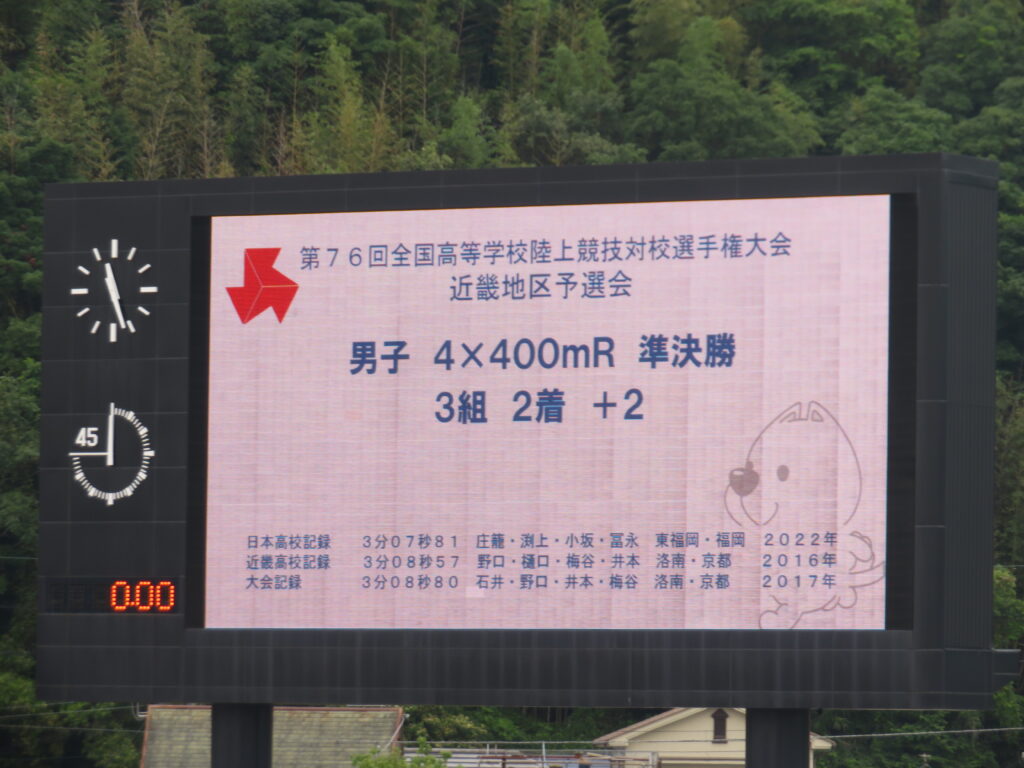 第76回全国高等学校陸上競技対校選手権大会
近畿地区予選会
男子 4×400mR 準決勝
3組 2着 +2
45
日本高校記録 3分07秒81 庄籠・渕上・小坂・冨永 東福岡・福岡 2022年
近畿高校記録 3分08秒57 野口・樋口・梅谷・井本 洛南・京都 2016年
大会記録 3分08秒80 石井・野口・井本・梅谷 洛南・京都 2017年
0.00